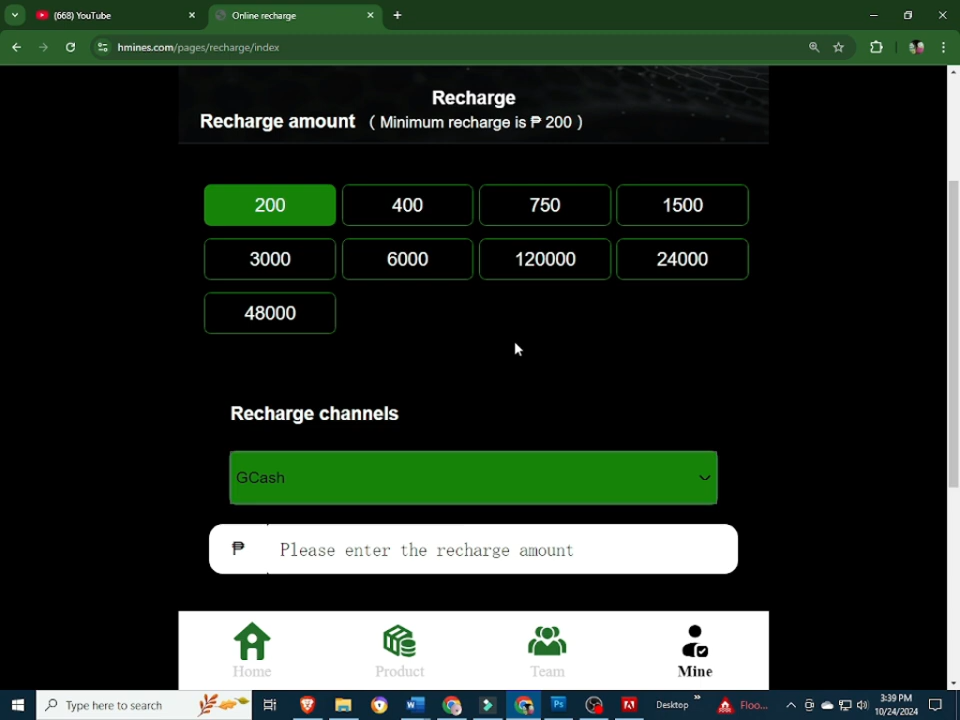 (668) YouTube
Online recharge
hmines.com/pages/recharge/index
Recharge
Recharge amount ( Minimum recharge is ₱ 200 )
200 400 750 1500
3000 6000 120000 24000
48000
Recharge channels
GCash
₱ Please enter the recharge amount
Home Product Team Mine
Type here to search
Desktop
Floo...
3:39 PM
10/24/2024